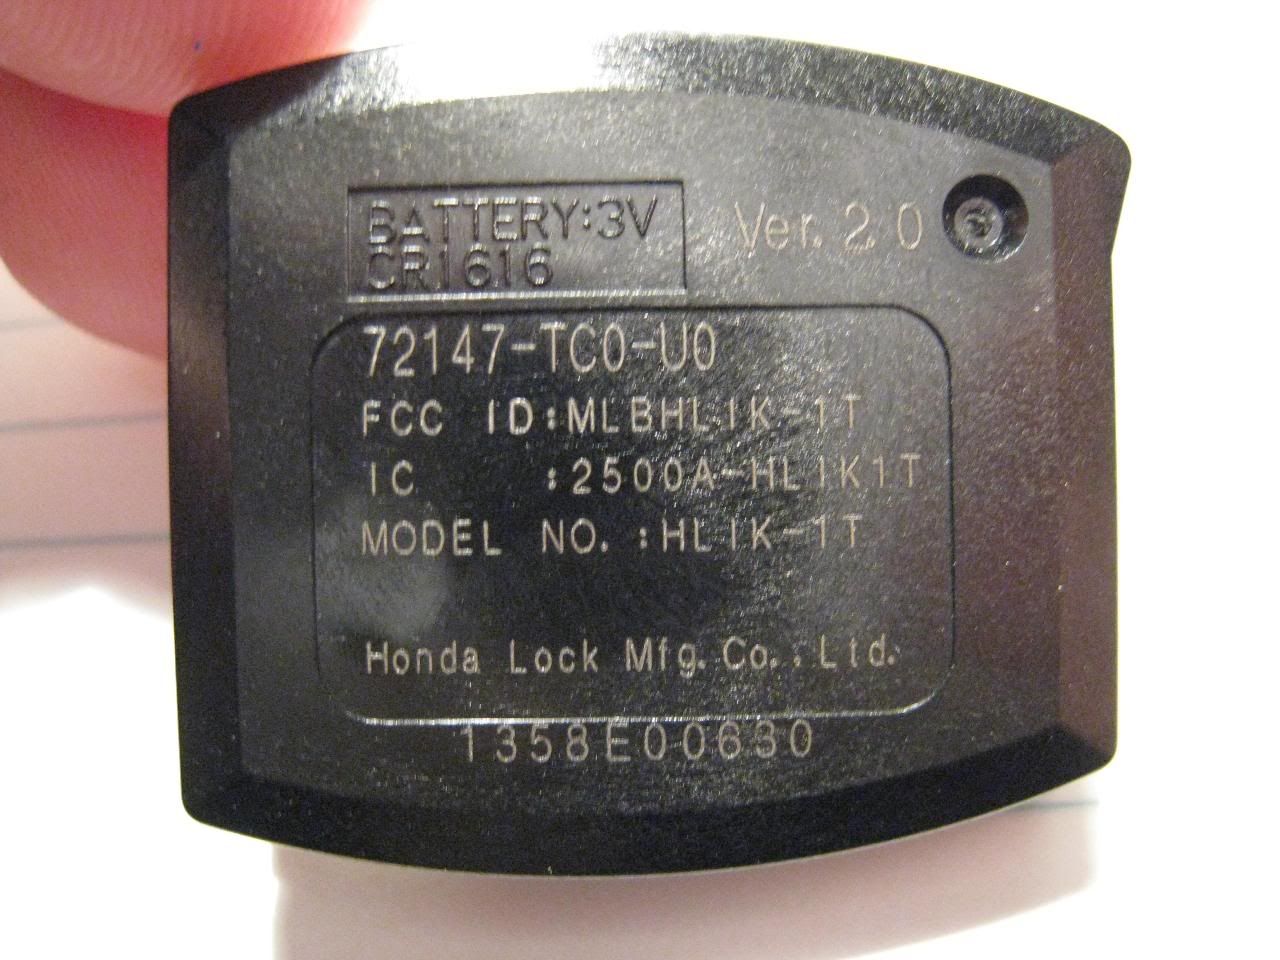 BATTERY:3V
CR1616
Ver. 2.0
72147-TC0-U0
FCC ID:MLBHLIK-1T
IC :2500A-HLIK1T
MODEL NO. :HLIK-1T
Honda Lock Mfg. Co., Ltd.
1358E00630